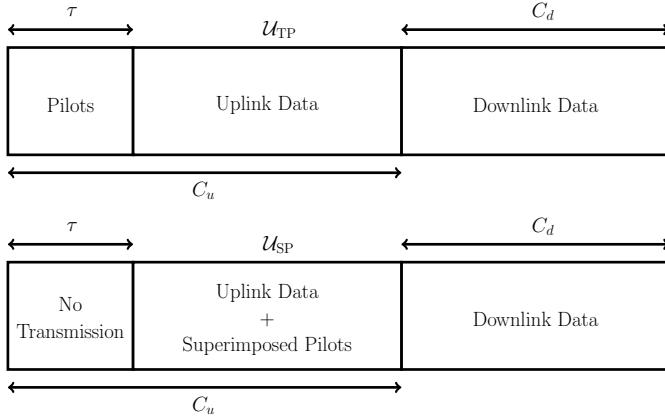 τ
𝒰_TP
C_d
Pilots
Uplink Data
Downlink Data
C_u
τ
𝒰_SP
C_d
No
Transmission
Uplink Data
+
Superimposed Pilots
Downlink Data
C_u